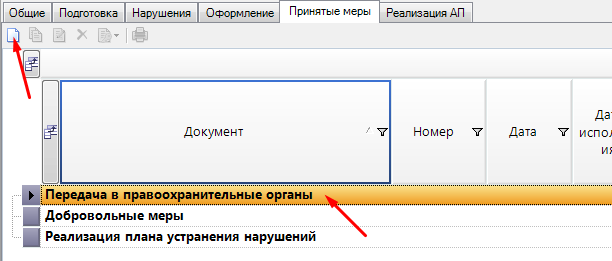 Общие Подготовка Нарушения Оформление Принятые меры Реализация АП
Документ Номер Дата
Да
испол
ия
Передача в правоохранительные органы
Добровольные меры
Реализация плана устранения нарушений